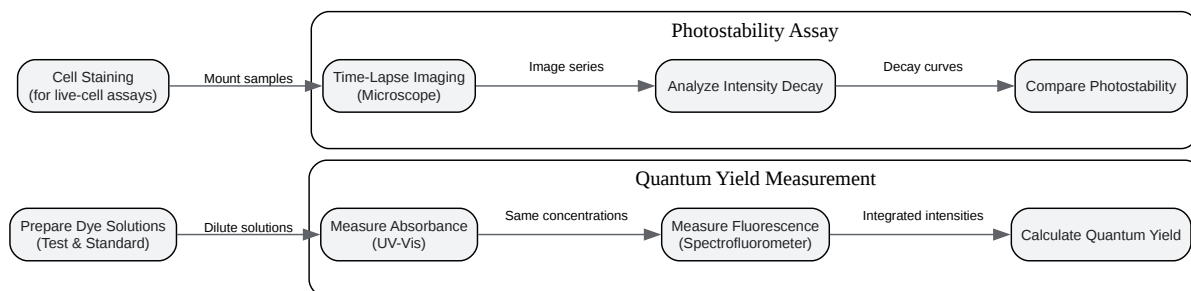 Photostability Assay
Cell Staining
(for live-cell assays)
Mount samples
Time-Lapse Imaging
(Microscope)
Image series
Analyze Intensity Decay
Decay curves
Compare Photostability
Quantum Yield Measurement
Prepare Dye Solutions
(Test & Standard)
Dilute solutions
Measure Absorbance
(UV-Vis)
Same concentrations
Measure Fluorescence
(Spectrofluorometer)
Integrated intensities
Calculate Quantum Yield